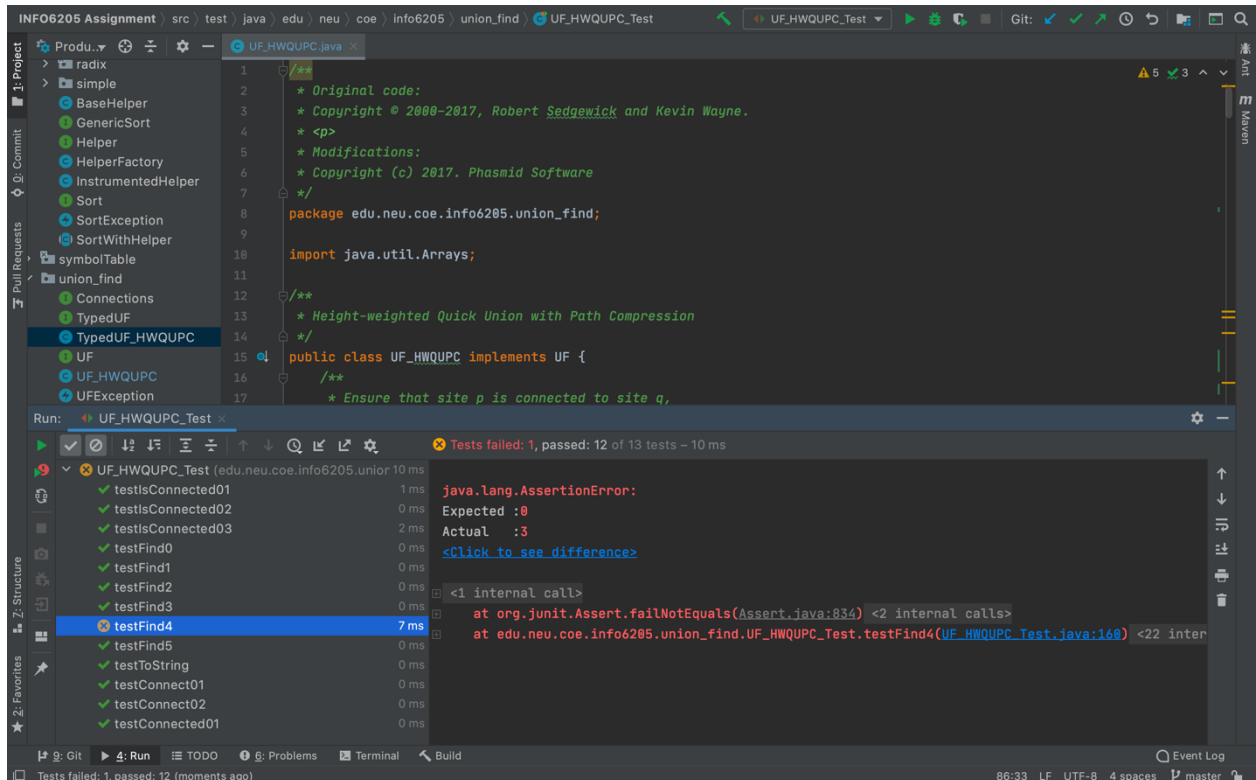 INFO6205 Assignment 〉 src 〉 test 〉 java 〉 edu 〉 neu 〉 coe 〉 info6205 〉 union_find 〉 UF_HWQUPC_Test
UF_HWQUPC_Test
Git:
1: Project
0: Commit
Pull Requests
7: Structure
2: Favorites
Produ...
radix
simple
BaseHelper
GenericSort
Helper
HelperFactory
InstrumentedHelper
Sort
SortException
SortWithHelper
symbolTable
union_find
Connections
TypedUF
TypedUF_HWQUPC
UF
UF_HWQUPC
UFException
UF_HWQUPC.java ×
5 3
1 /**
2 * Original code:
3 * Copyright © 2000-2017, Robert Sedgewick and Kevin Wayne.
4 * <p>
5 * Modifications:
6 * Copyright (c) 2017. Phasmid Software
7 */
8 package edu.neu.coe.info6205.union_find;
9
10 import java.util.Arrays;
11
12 /**
13 * Height-weighted Quick Union with Path Compression
14 */
15 public class UF_HWQUPC implements UF {
16 /**
17 * Ensure that site p is connected to site q,
Ant
m Maven
Run: UF_HWQUPC_Test ×
Tests failed: 1, passed: 12 of 13 tests – 10 ms
UF_HWQUPC_Test (edu.neu.coe.info6205.union 10 ms
testIsConnected01 1 ms
testIsConnected02 0 ms
testIsConnected03 2 ms
testFind0 0 ms
testFind1 0 ms
testFind2 0 ms
testFind3 0 ms
testFind4 7 ms
testFind5 0 ms
testToString 0 ms
testConnect01 0 ms
testConnect02 0 ms
testConnected01 0 ms
java.lang.AssertionError:
Expected :0
Actual :3
<Click to see difference>
<1 internal call>
at org.junit.Assert.failNotEquals(Assert.java:834) <2 internal calls>
at edu.neu.coe.info6205.union_find.UF_HWQUPC_Test.testFind4(UF_HWQUPC_Test.java:160) <22 inter
9: Git 4: Run TODO 6: Problems Terminal Build Event Log
Tests failed: 1, passed: 12 (moments ago) 86:33 LF UTF-8 4 spaces master